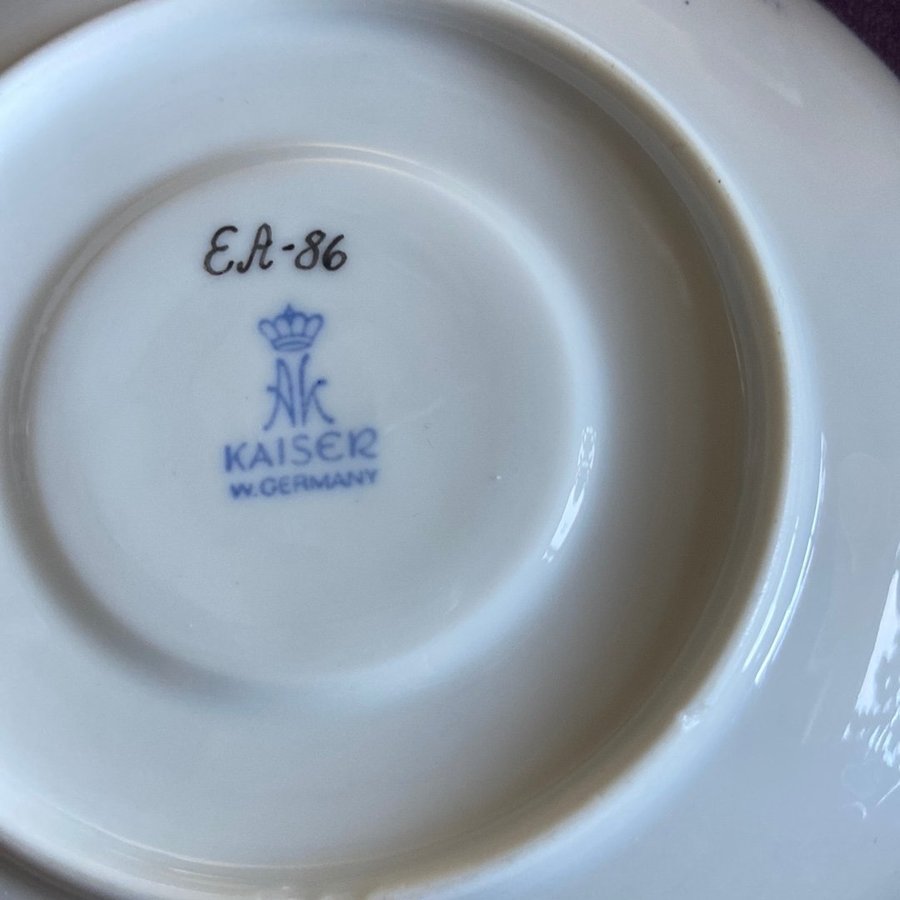 EA-86
AK
KAISER
W. GERMANY